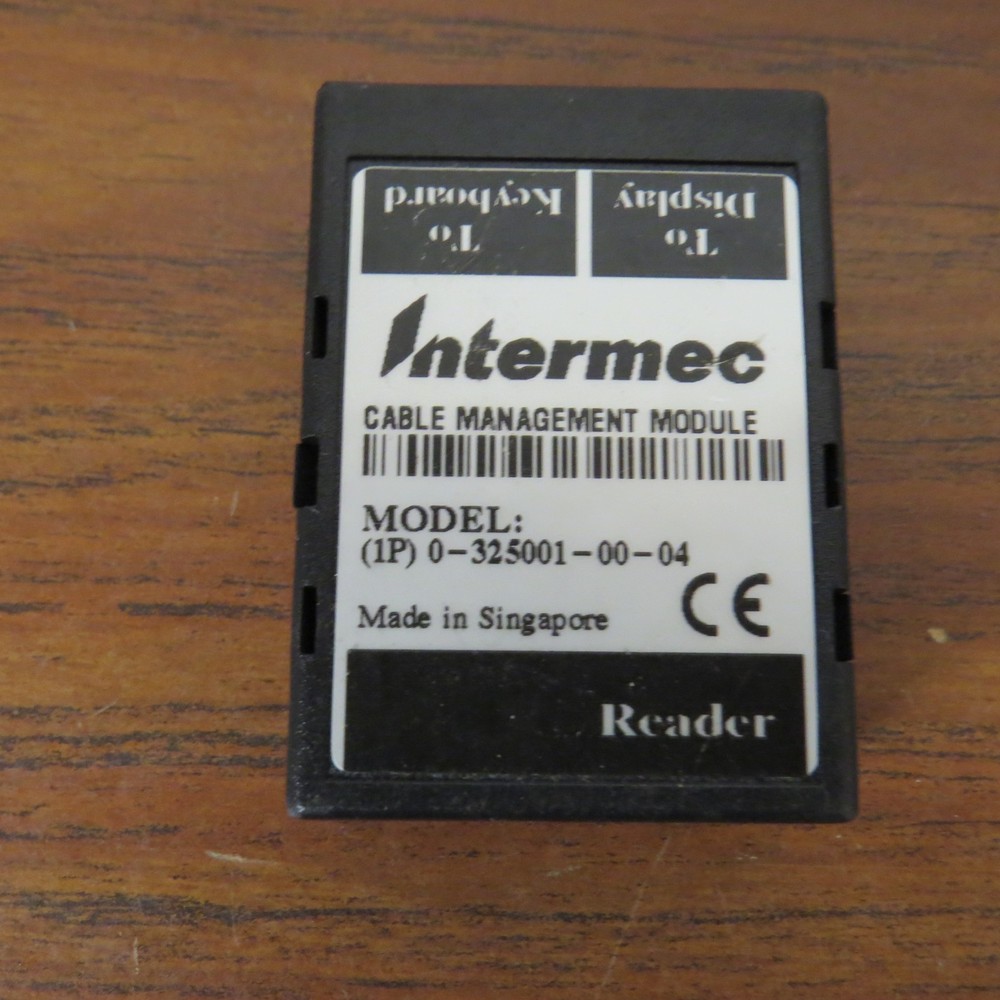 To
Keyboard
To
Display
Intermec
CABLE MANAGEMENT MODULE
MODEL:
(1P) 0-325001-00-04
Made in Singapore
CE
Reader